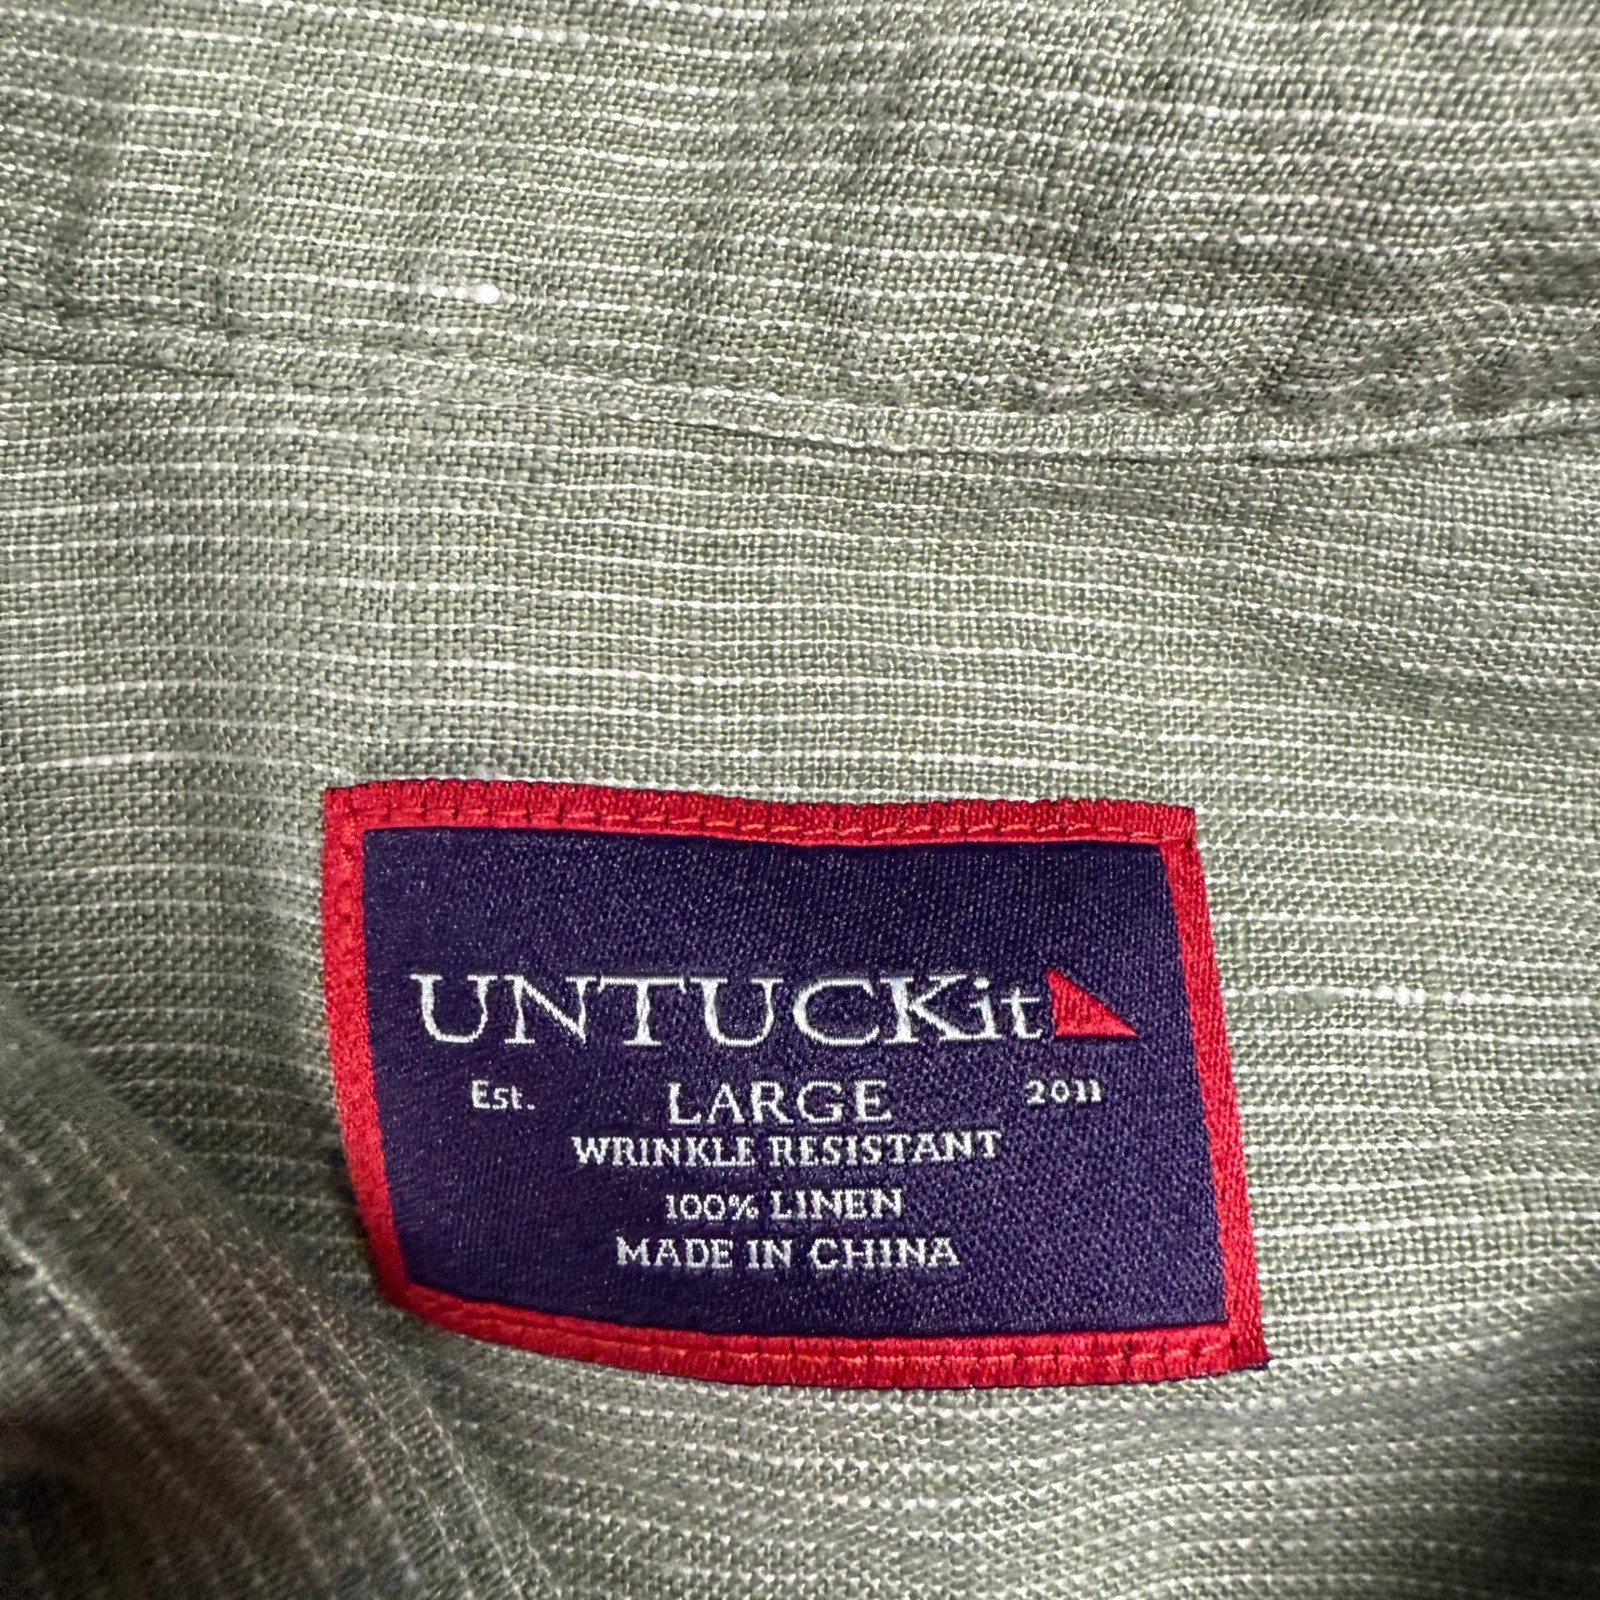 UNTUCKit
Est. LARGE 2011
WRINKLE RESISTANT
100% LINEN
MADE IN CHINA